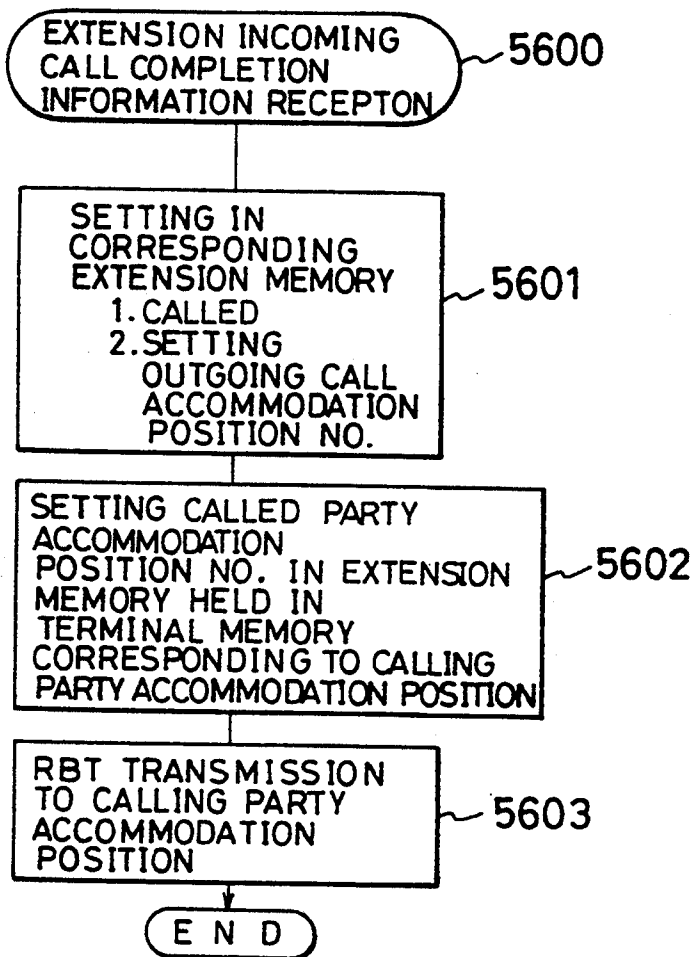 EXTENSION INCOMING
CALL COMPLETION
INFORMATION RECEPTON
5600
SETTING IN
CORRESPONDING
EXTENSION MEMORY
1. CALLED
2. SETTING
OUTGOING CALL
ACCOMMODATION
POSITION NO.
5601
SETTING CALLED PARTY
ACCOMMODATION
POSITION NO. IN EXTENSION
MEMORY HELD IN
TERMINAL MEMORY
CORRESPONDING TO CALLING
PARTY ACCOMMODATION POSITION
5602
RBT TRANSMISSION
TO CALLING PARTY
ACCOMMODATION
POSITION
5603
E N D